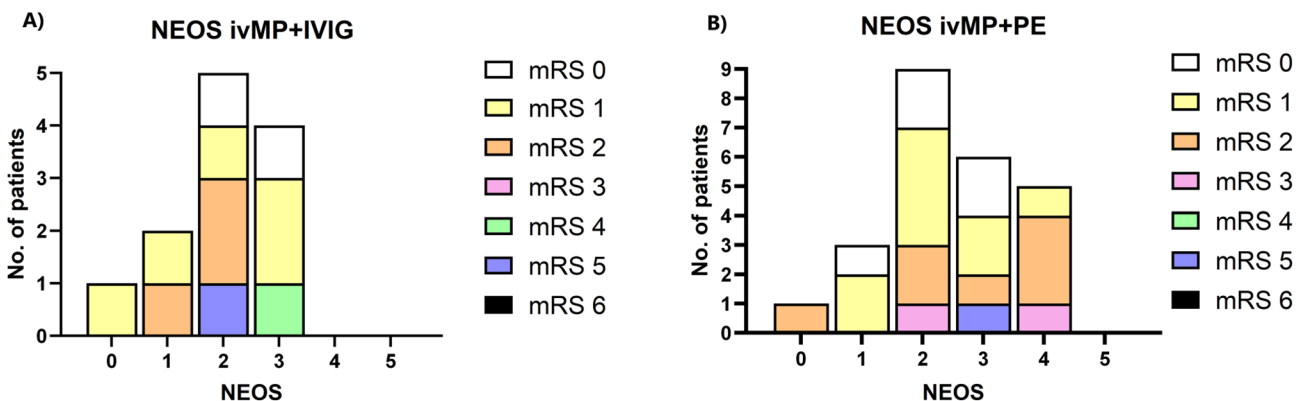 A)
NEOS ivMP+IVIG
No. of patients
5
4
3
2
1
0
0 1 2 3 4 5
NEOS
mRS 0
mRS 1
mRS 2
mRS 3
mRS 4
mRS 5
mRS 6
B)
NEOS ivMP+PE
No. of patients
9
8
7
6
5
4
3
2
1
0
0 1 2 3 4 5
NEOS
mRS 0
mRS 1
mRS 2
mRS 3
mRS 4
mRS 5
mRS 6